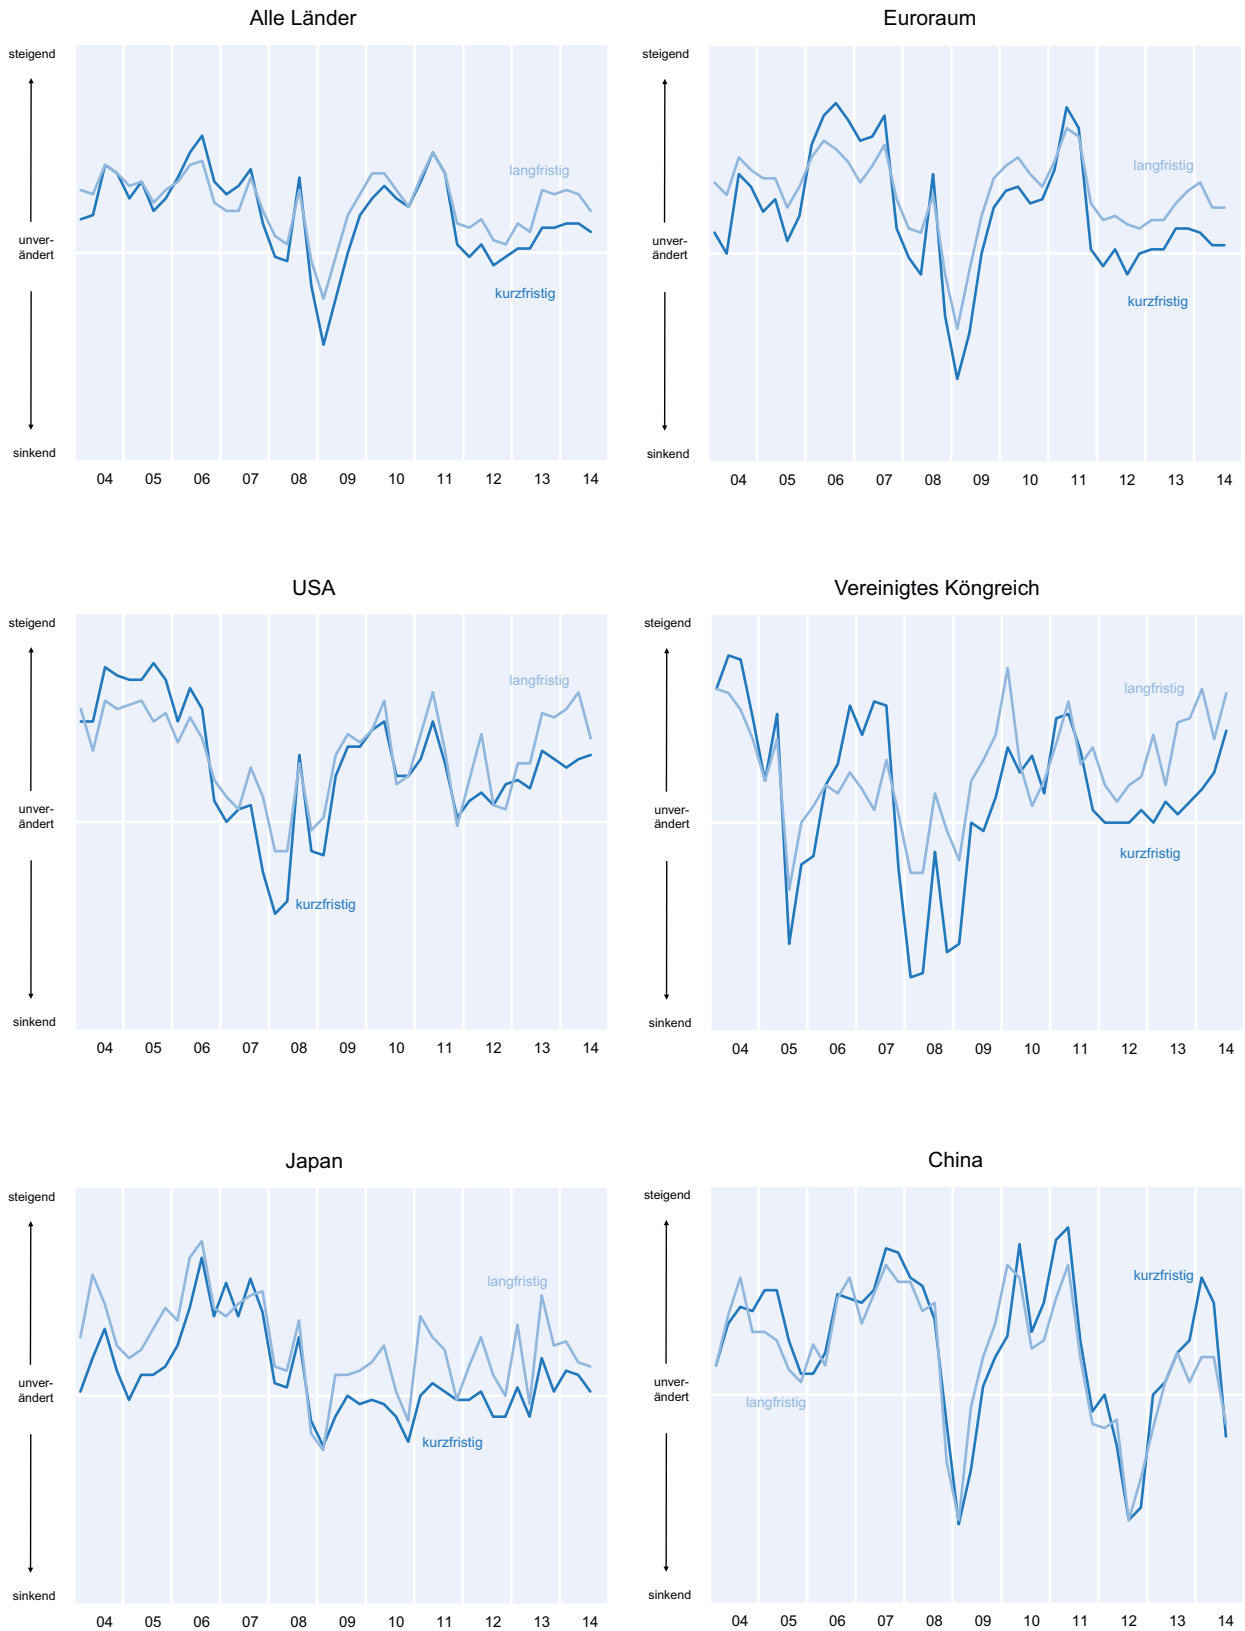 Alle Länder
steigend
langfristig
unver-
ändert
kurzfristig
sinkend
04 05 06 07 08 09 10 11 12 13 14
Euroraum
steigend
langfristig
unver-
ändert
kurzfristig
sinkend
04 05 06 07 08 09 10 11 12 13 14
USA
steigend
langfristig
unver-
ändert
kurzfristig
sinkend
04 05 06 07 08 09 10 11 12 13 14
Vereinigtes Köngreich
steigend
langfristig
unver-
ändert
kurzfristig
sinkend
04 05 06 07 08 09 10 11 12 13 14
Japan
steigend
langfristig
unver-
ändert
kurzfristig
sinkend
04 05 06 07 08 09 10 11 12 13 14
China
steigend
kurzfristig
unver-
ändert
langfristig
sinkend
04 05 06 07 08 09 10 11 12 13 14